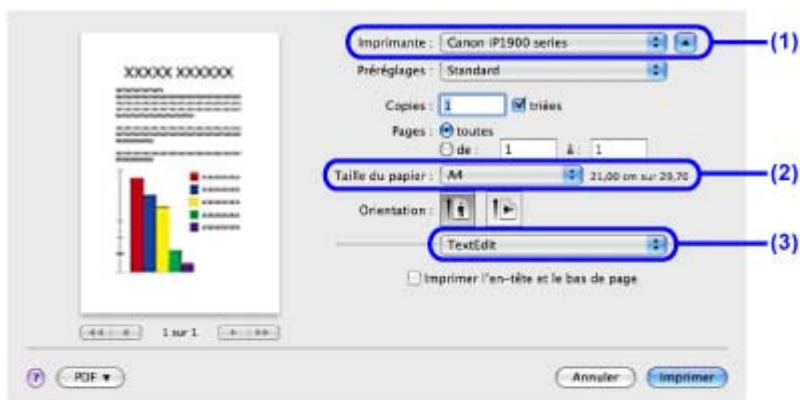 Imprimante : Canon iP1900 series (1)
XXXXX XXXXXX
Préréglages : Standard
Copies : 1 triées
Pages : toutes
de : 1 à : 1
Taille du papier : A4 21,00 cm sur 29,70 (2)
Orientation :
TextEdit (3)
Imprimer l'en-tête et le bas de page
1 sur 1
? PDF Annuler Imprimer